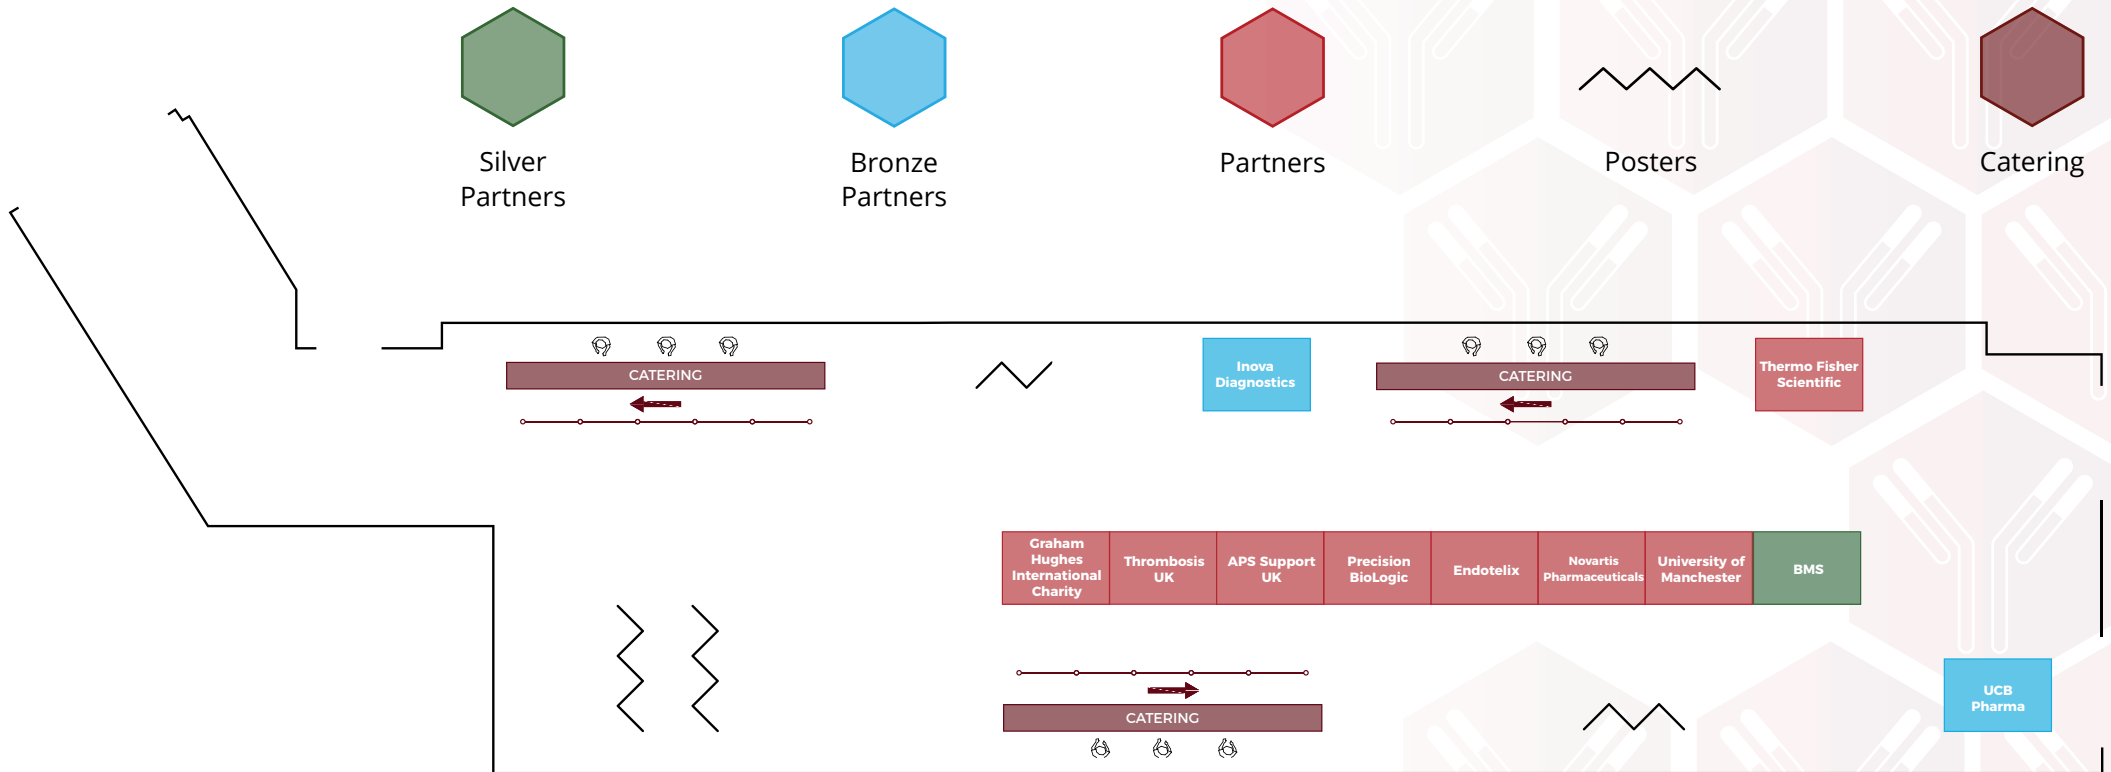 Silver
Partners
Bronze
Partners
Partners
Posters
Catering
CATERING
Inova
Diagnostics
CATERING
Thermo Fisher
Scientific
Graham
Hughes
International
Charity
Thrombosis
UK
APS Support
UK
Precision
BioLogic
Endotelix
Novartis
Pharmaceuticals
University of
Manchester
BMS
CATERING
UCB
Pharma